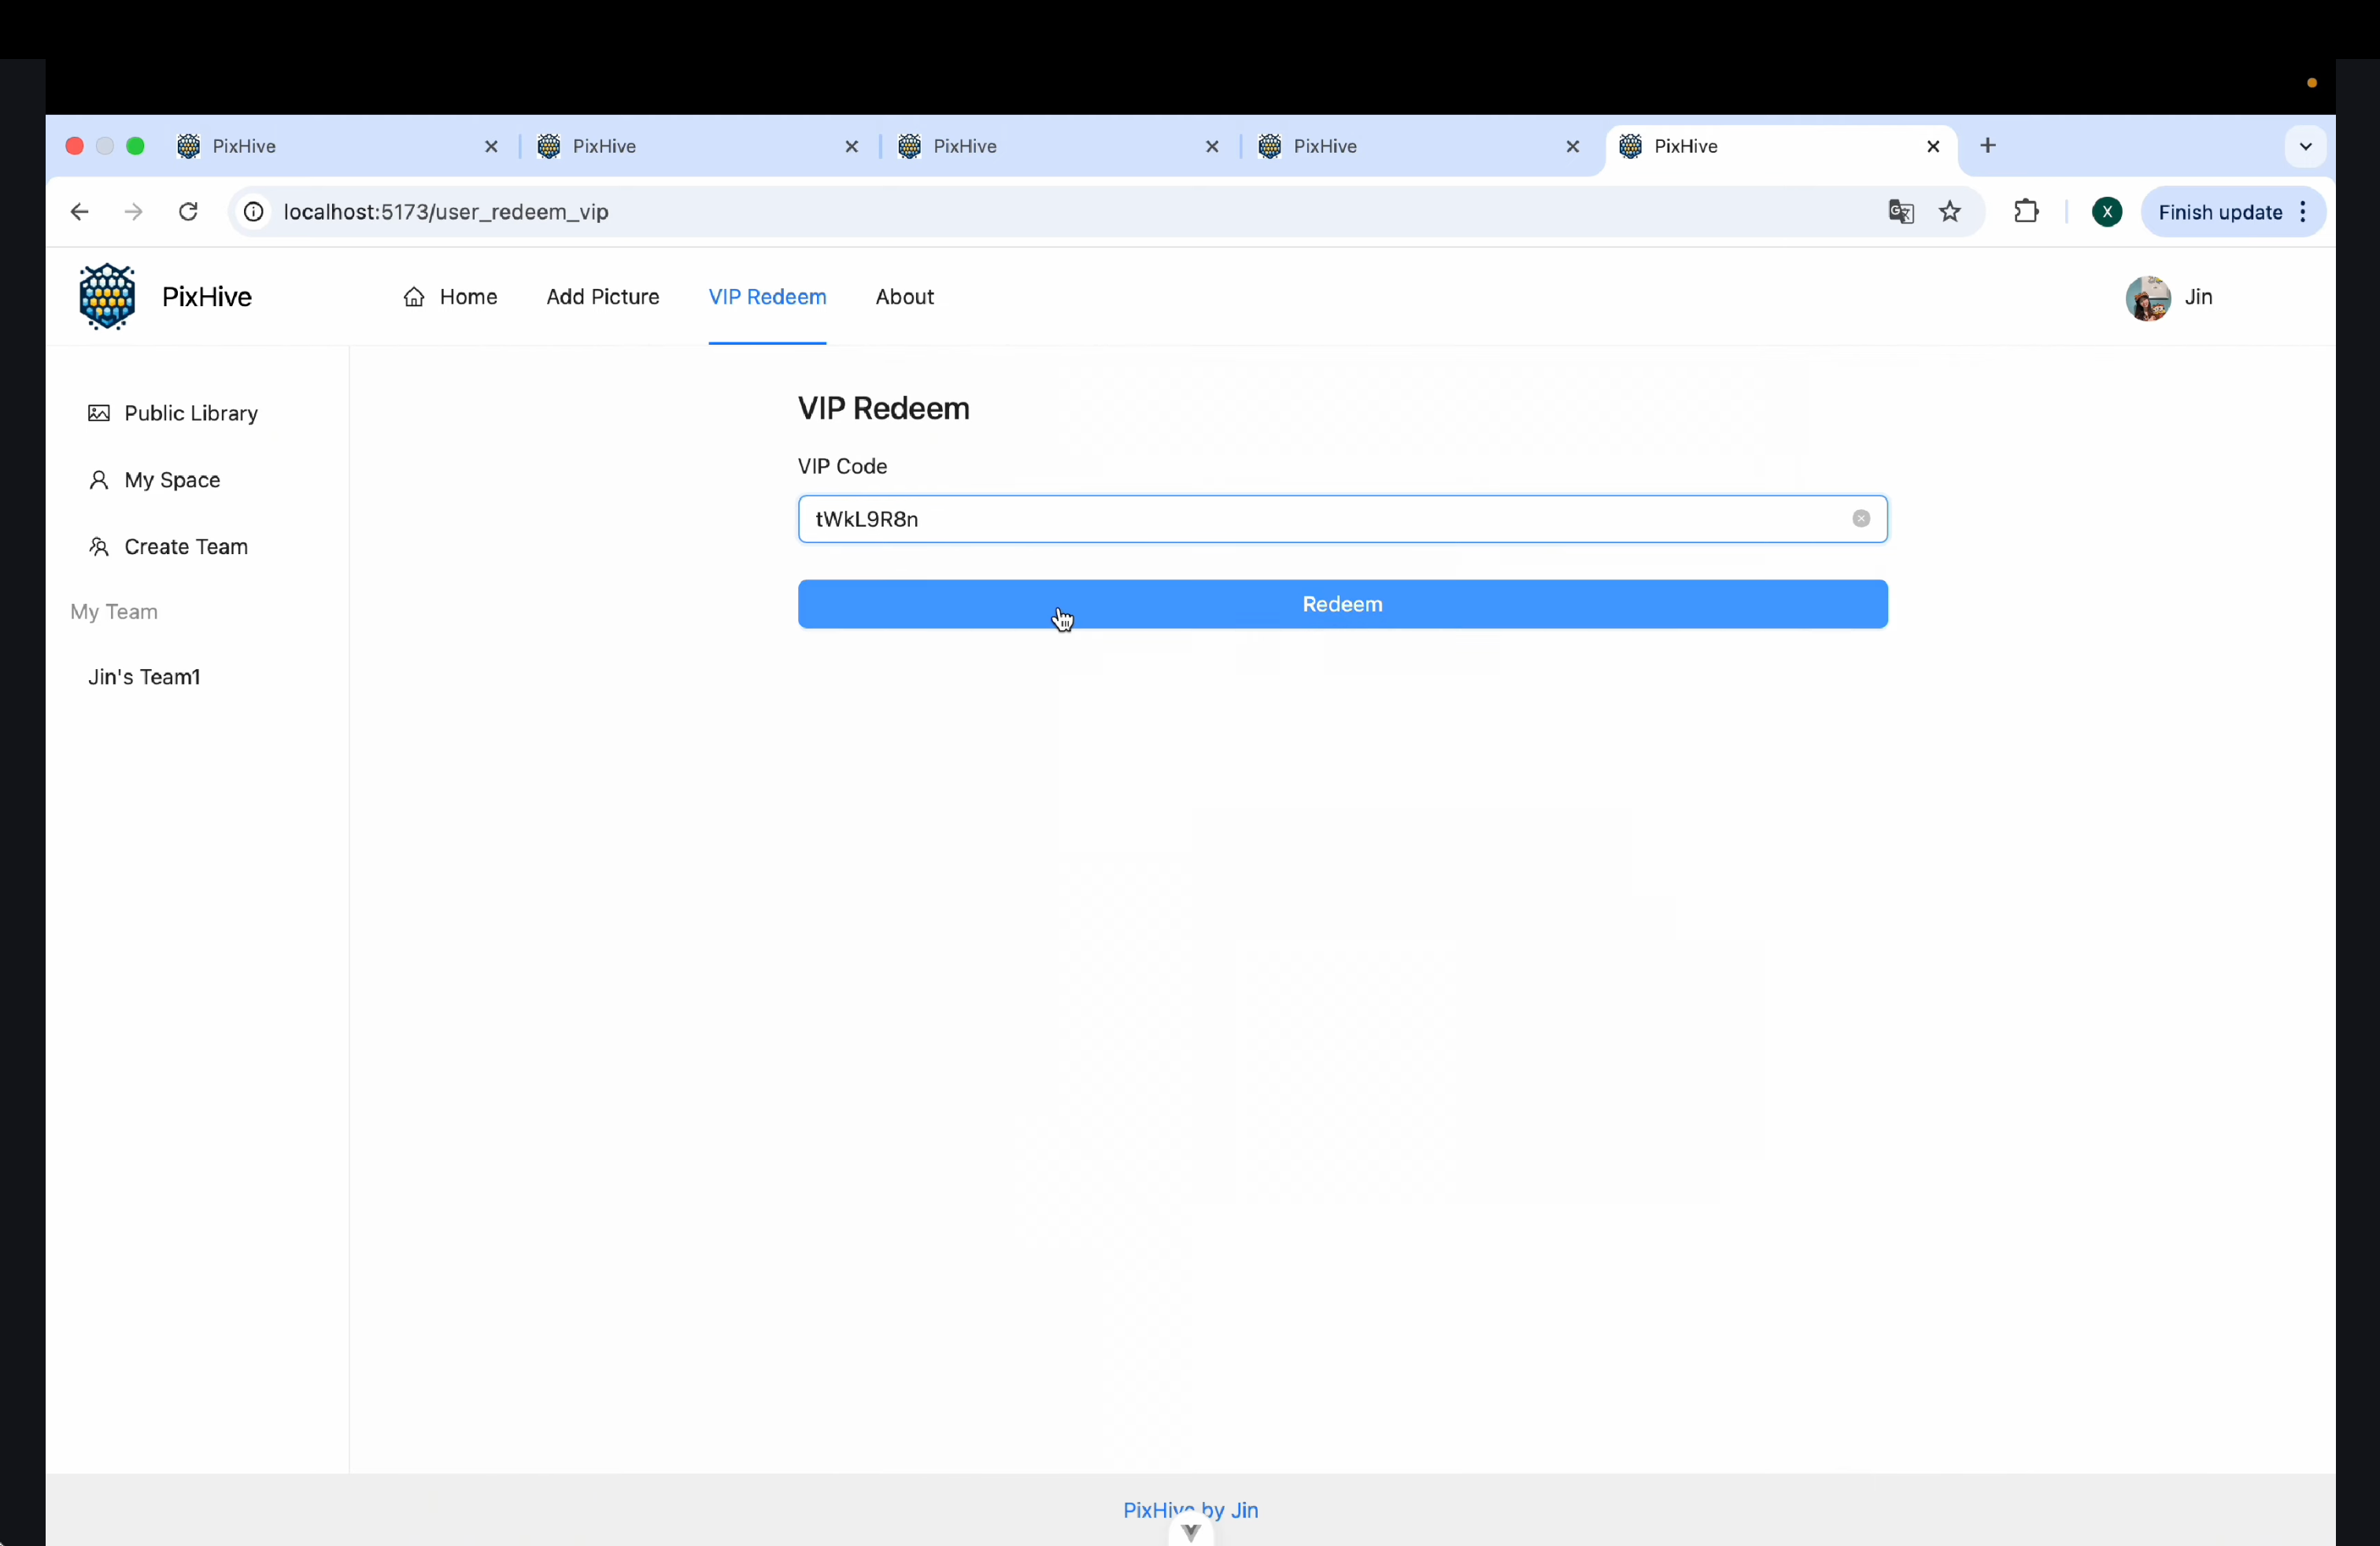 PixHive PixHive PixHive PixHive PixHive
localhost:5173/user_redeem_vip X Finish update
PixHive Home Add Picture VIP Redeem About Jin
Public Library
My Space
Create Team
My Team
Jin's Team1
VIP Redeem
VIP Code
tWkL9R8n
Redeem
PixHive by Jin